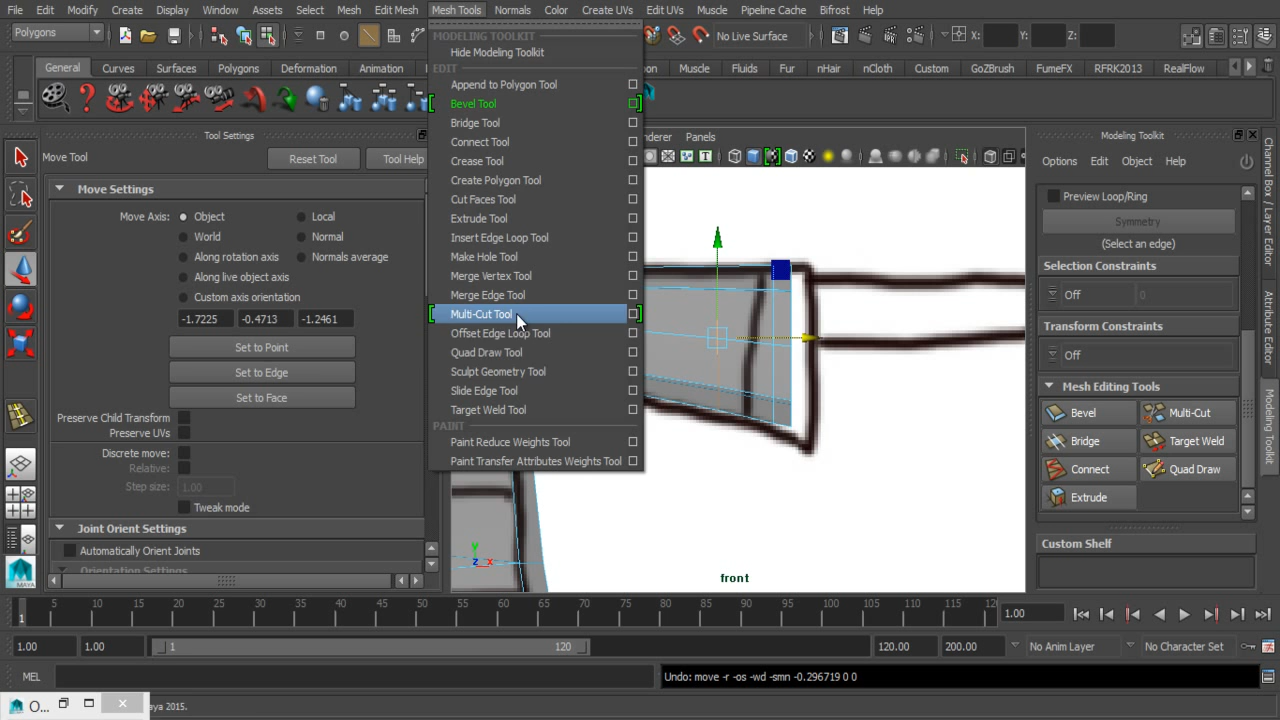 File Edit Modify Create Display Window Assets Select Mesh Edit Mesh Mesh Tools Normals Color Create UVs Edit UVs Muscle Pipeline Cache Bifrost Help
Polygons
No Live Surface
X:
Y:
Z:
General Curves Surfaces Polygons Deformation Animation
Muscle Fluids Fur nHair nCloth Custom GoZBrush FumeFX RFRK2013 RealFlow
MODELING TOOLKIT
Hide Modeling Toolkit
EDIT
Append to Polygon Tool
Bevel Tool
Bridge Tool
Connect Tool
Crease Tool
Create Polygon Tool
Cut Faces Tool
Extrude Tool
Insert Edge Loop Tool
Make Hole Tool
Merge Vertex Tool
Merge Edge Tool
Multi-Cut Tool
Offset Edge Loop Tool
Quad Draw Tool
Sculpt Geometry Tool
Slide Edge Tool
Target Weld Tool
PAINT
Paint Reduce Weights Tool
Paint Transfer Attributes Weights Tool
Tool Settings
Move Tool
Reset Tool
Tool Help
Move Settings
Move Axis:
Object
Local
World
Normal
Along rotation axis
Normals average
Along live object axis
Custom axis orientation
-1.7225
-0.4713
-1.2461
Set to Point
Set to Edge
Set to Face
Preserve Child Transform
Preserve UVs
Discrete move:
Relative:
Step size:
1.00
Tweak mode
Joint Orient Settings
Automatically Orient Joints
Orientation Settings
Panels
front
y
z
x
Modeling Toolkit
Options Edit Object Help
Preview Loop/Ring
Symmetry
(Select an edge)
Selection Constraints
Off
0
Transform Constraints
Off
Mesh Editing Tools
Bevel
Multi-Cut
Bridge
Target Weld
Connect
Quad Draw
Extrude
Custom Shelf
Channel Box / Layer Editor
Attribute Editor
Modeling Toolkit
1
5 10 15 20 25 30 35 40 45 50 55 60 65 70 75 80 85 90 95 100 105 110 115
1.00
1.00
1.00
1
120
120.00
200.00
No Anim Layer
No Character Set
MEL
Undo: move -r -os -wd -smn -0.296719 0 0
O...
aya 2015.